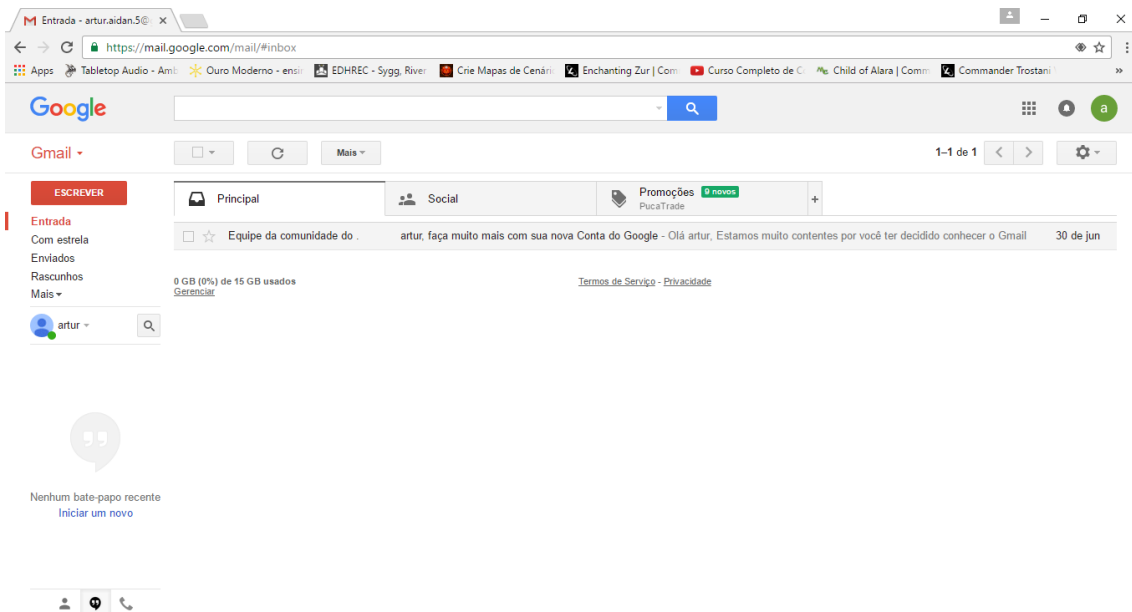 Entrada - artur.aidan.5@
https://mail.google.com/mail/#inbox
Apps Tabletop Audio - Amb Ouro Moderno - ensin EDHREC - Sygg, River Crie Mapas de Cenári Enchanting Zur | Com Curso Completo de C Child of Alara | Comm Commander Trostani
Google
a
Gmail
Mais
1–1 de 1
ESCREVER
Principal
Social
Promoções 9 novos
PucaTrade
+
Entrada
Equipe da comunidade do . artur, faça muito mais com sua nova Conta do Google - Olá artur, Estamos muito contentes por você ter decidido conhecer o Gmail 30 de jun
Com estrela
Enviados
Rascunhos
Mais
0 GB (0%) de 15 GB usados
Gerenciar
Termos de Serviço - Privacidade
artur
Nenhum bate-papo recente
Iniciar um novo